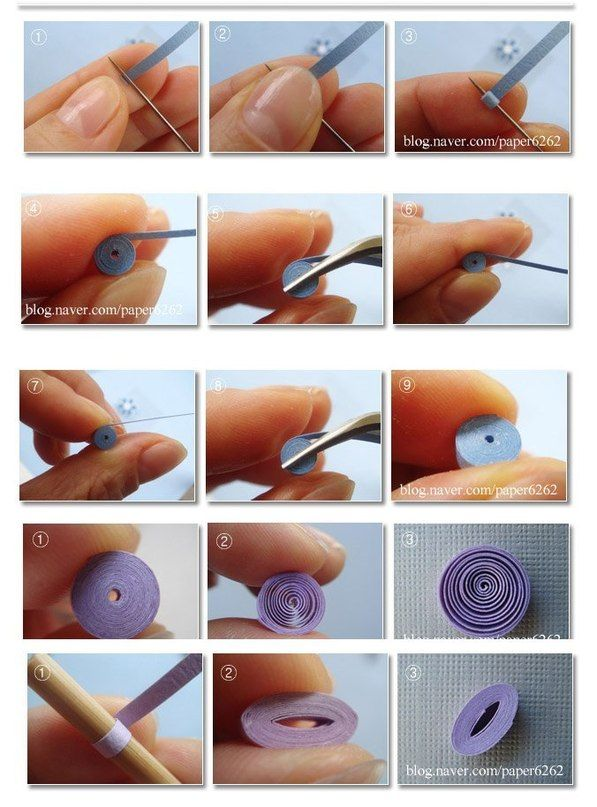 ① ② ③
blog.naver.com/paper6262
④ ⑤ ⑥
blog.naver.com/paper6262
⑦ ⑧ ⑨
blog.naver.com/paper6262
① ② ③
① ② ③
blog.naver.com/paper6262